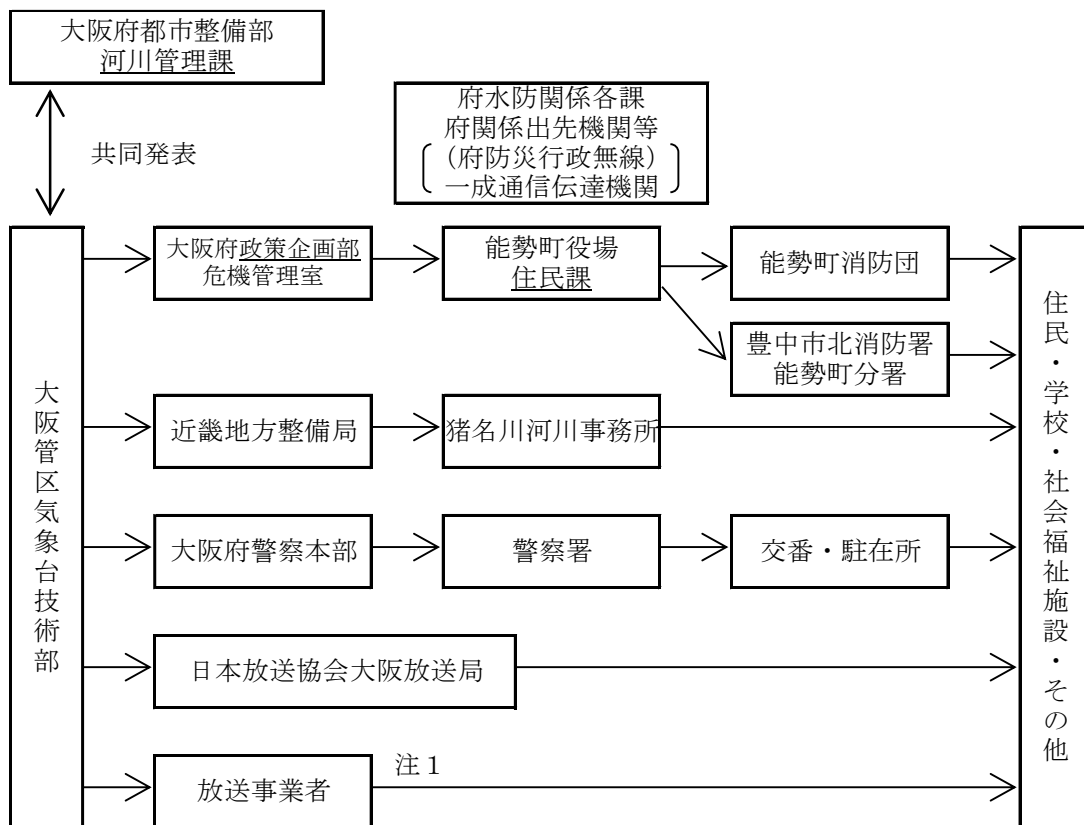 大阪府都市整備部
河川管理課
共同発表
府水防関係各課
府関係出先機関等
(府防災行政無線)
一成通信伝達機関
大阪管区気象台技術部
大阪府政策企画部
危機管理室
能勢町役場
住民課
能勢町消防団
豊中市北消防署
能勢町分署
近畿地方整備局
猪名川河川事務所
大阪府警察本部
警察署
交番・駐在所
日本放送協会大阪放送局
放送事業者
注1
住民・学校・社会福祉施設・その他